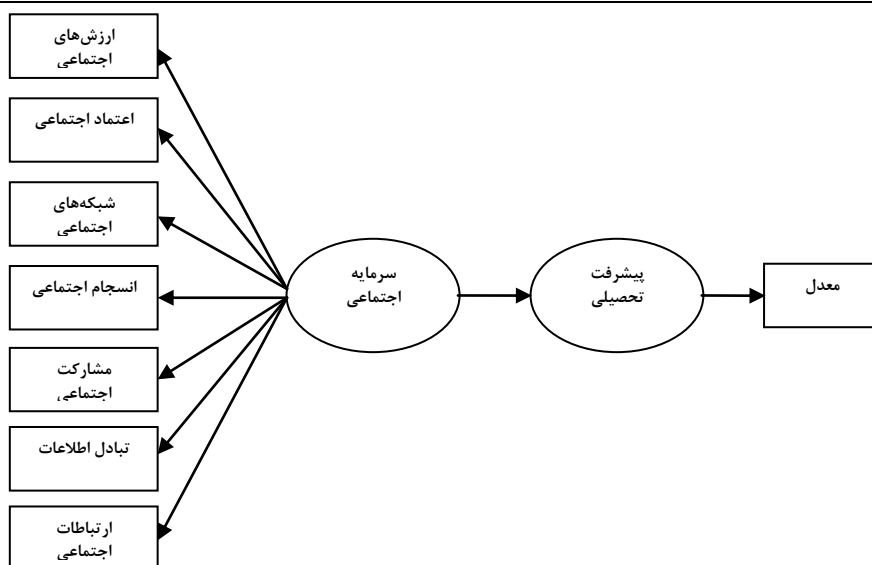 ارزش‌های
اجتماعی
اعتماد اجتماعی
شبکه‌های
اجتماعی
انسجام اجتماعی
مشارکت
اجتماعی
تبادل اطلاعات
ارتباطات
اجتماعی
سرمایه
اجتماعی
پیشرفت
تحصیلی
معدل